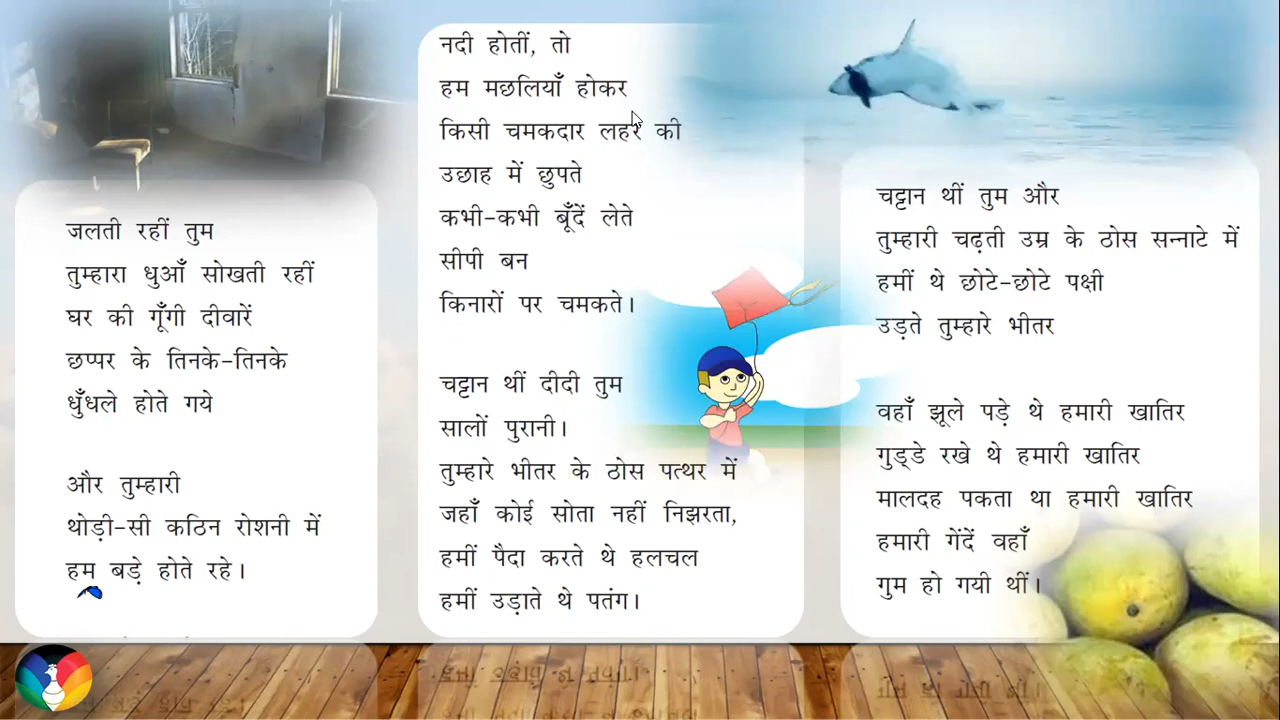 जलती रहीं तुम
तुम्हारा धुआँ सोखती रहीं
घर की गूँगी दीवारें
छप्पर के तिनके-तिनके
धुँधले होते गये
और तुम्हारी
थोड़ी-सी कठिन रोशनी में
हम बड़े होते रहे।
नदी होतीं, तो
हम मछलियाँ होकर
किसी चमकदार लहर की
उछाह में छुपते
कभी-कभी बूँदें लेते
सीपी बन
किनारों पर चमकते।
चट्टान थीं दीदी तुम
सालों पुरानी।
तुम्हारे भीतर के ठोस पत्थर में
जहाँ कोई सोता नहीं निझरता,
हमीं पैदा करते थे हलचल
हमीं उड़ाते थे पतंग।
चट्टान थीं तुम और
तुम्हारी चढ़ती उम्र के ठोस सन्नाटे में
हमीं थे छोटे-छोटे पक्षी
उड़ते तुम्हारे भीतर
वहाँ झूले पड़े थे हमारी खातिर
गुड्डे रखे थे हमारी खातिर
मालदह पकता था हमारी खातिर
हमारी गेंदें वहाँ
गुम हो गयी थीं।